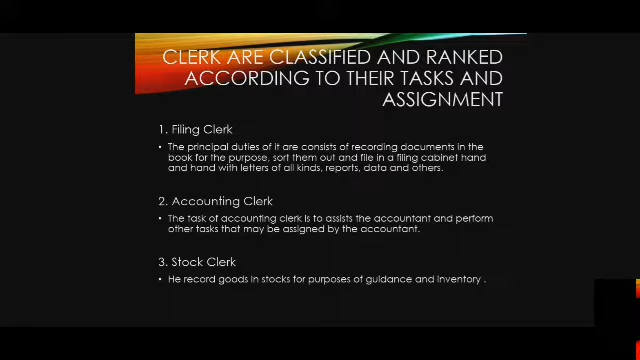 CLERK ARE CLASSIFIED AND RANKED
ACCORDING TO THEIR TASKS AND
ASSIGNMENT
1. Filing Clerk
• The principal duties of it are consists of recording documents in the
book for the purpose, sort them out and file in a filing cabinet hand
and hand with letters of all kinds, reports, data and others.
2. Accounting Clerk
• The task of accounting clerk is to assists the accountant and perform
other tasks that may be assigned by the accountant.
3. Stock Clerk
• He record goods in stocks for purposes of guidance and inventory .